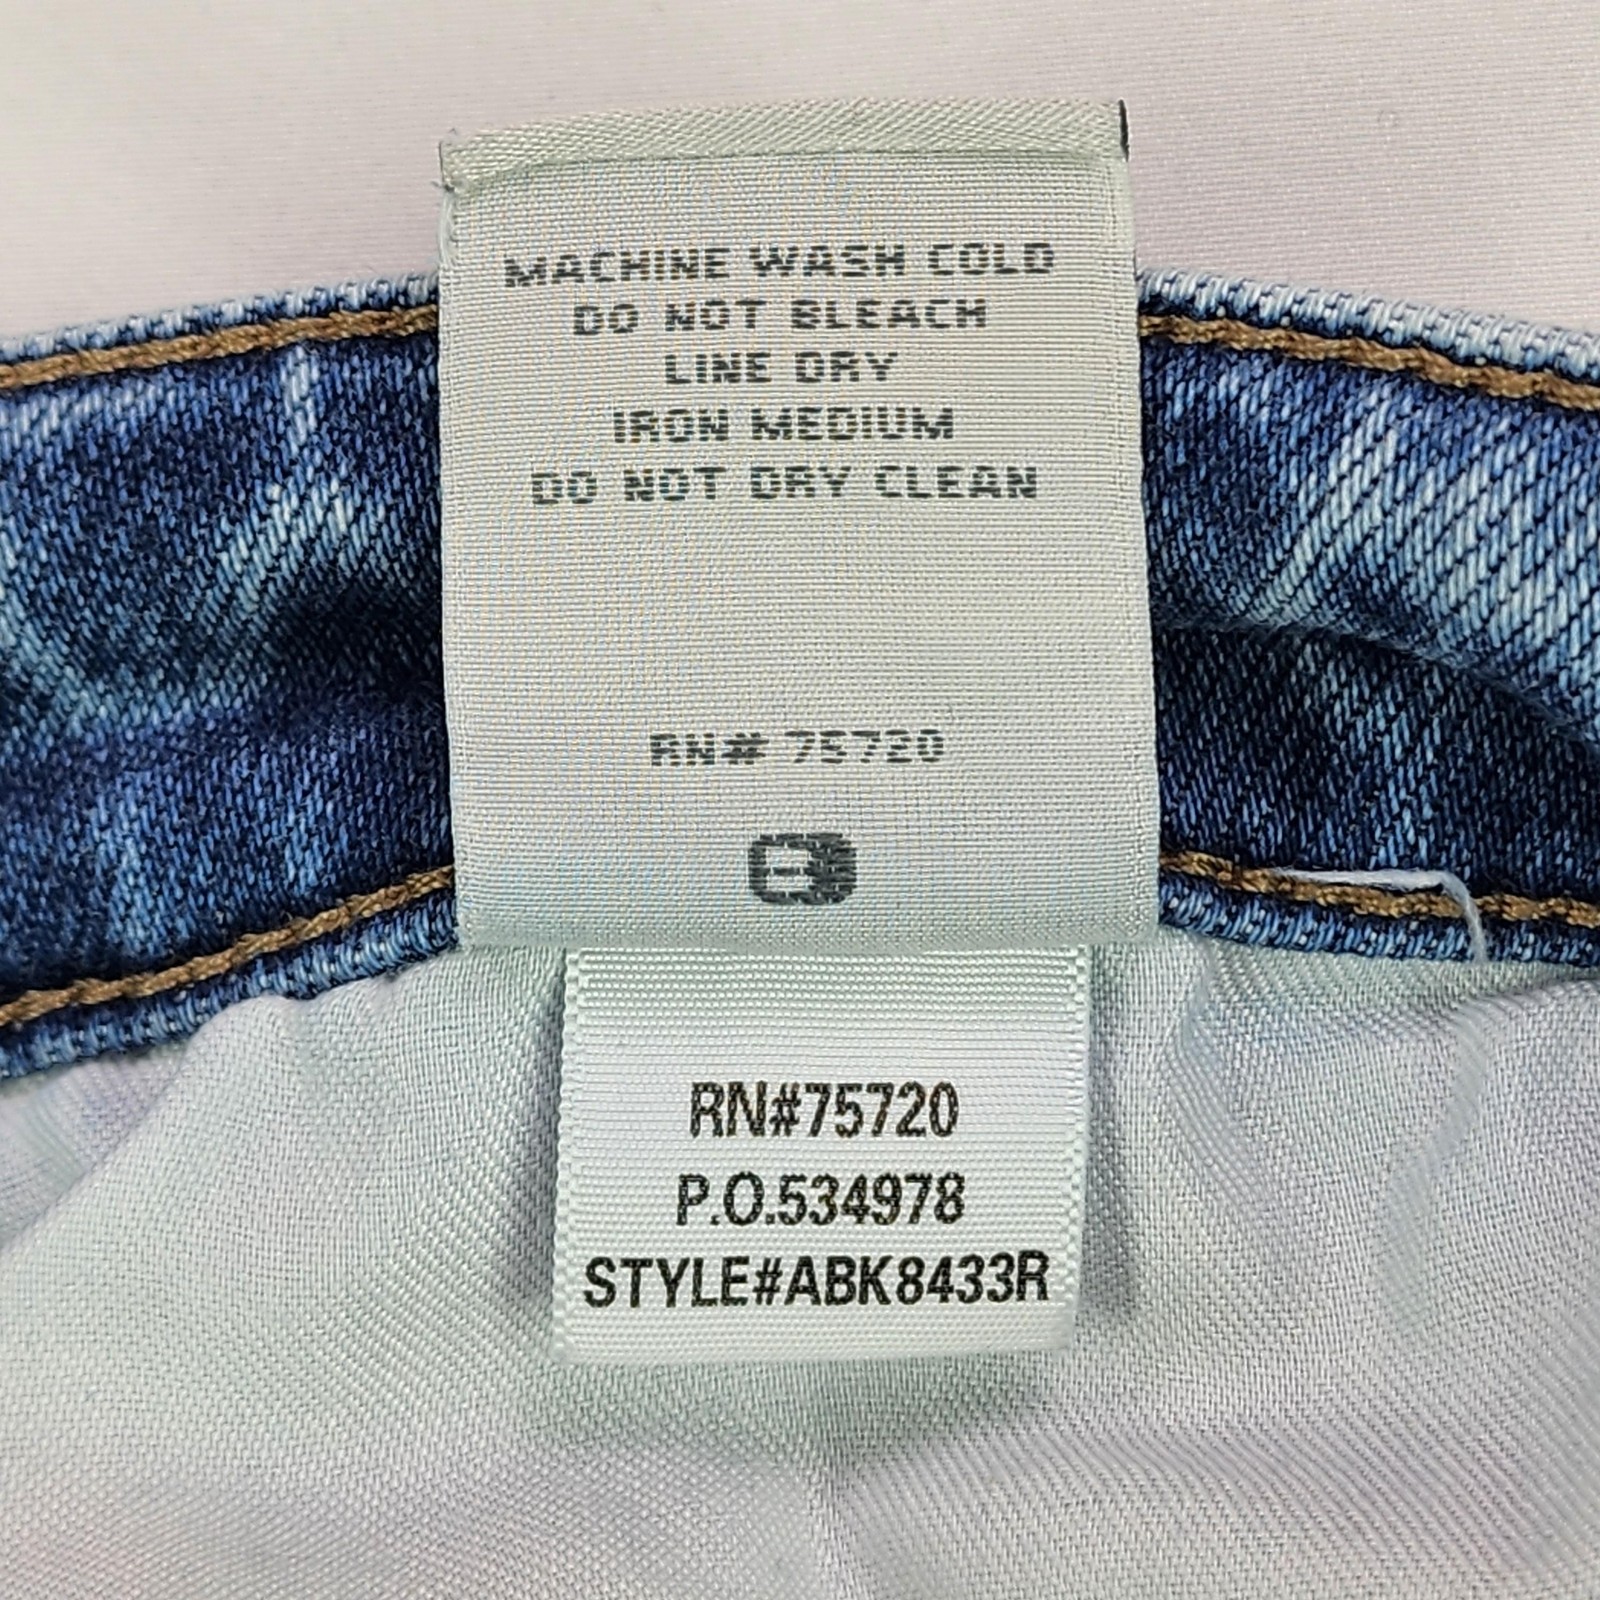 MACHINE WASH COLD
DO NOT BLEACH
LINE DRY
IRON MEDIUM
DO NOT DRY CLEAN
RN# 75720
RN#75720
P.O.534978
STYLE#ABK8433R